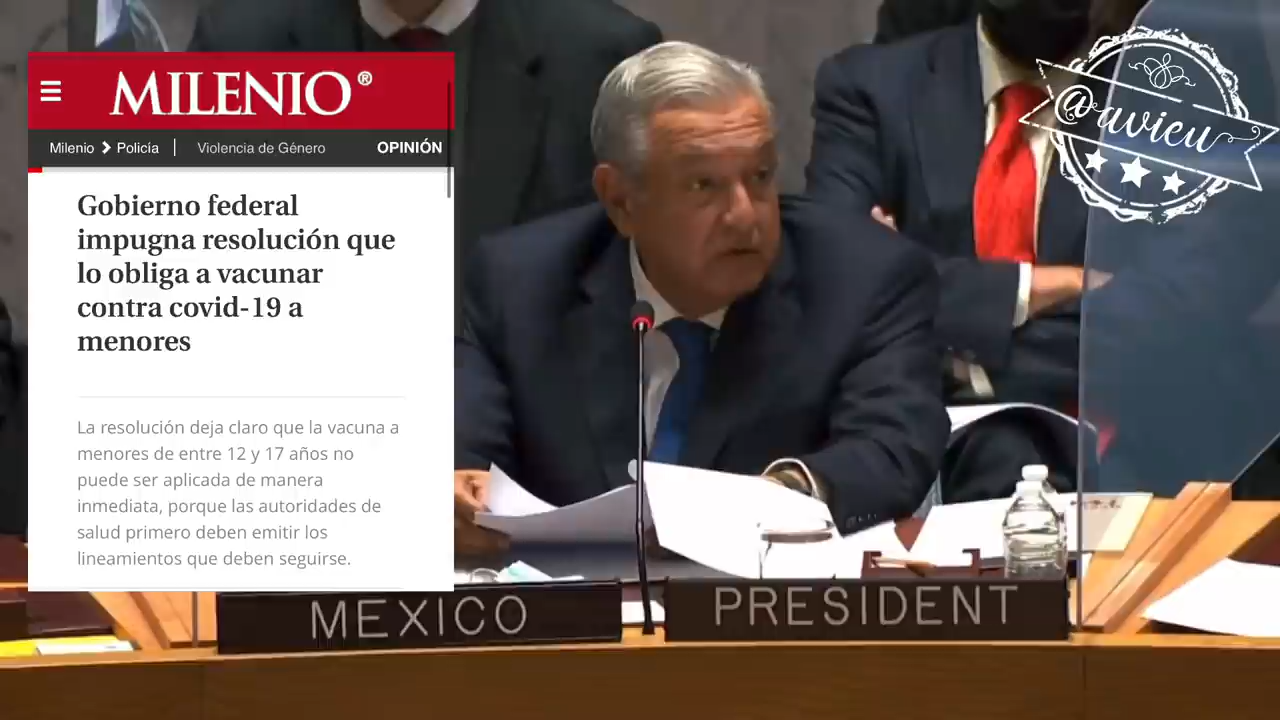 MILENIO®
Milenio > Policía | Violencia de Género OPINIÓN
Gobierno federal
impugna resolución que
lo obliga a vacunar
contra covid-19 a
menores
La resolución deja claro que la vacuna a
menores de entre 12 y 17 años no
puede ser aplicada de manera
inmediata, porque las autoridades de
salud primero deben emitir los
lineamientos que deben seguirse.
@avieu
MEXICO
PRESIDENT